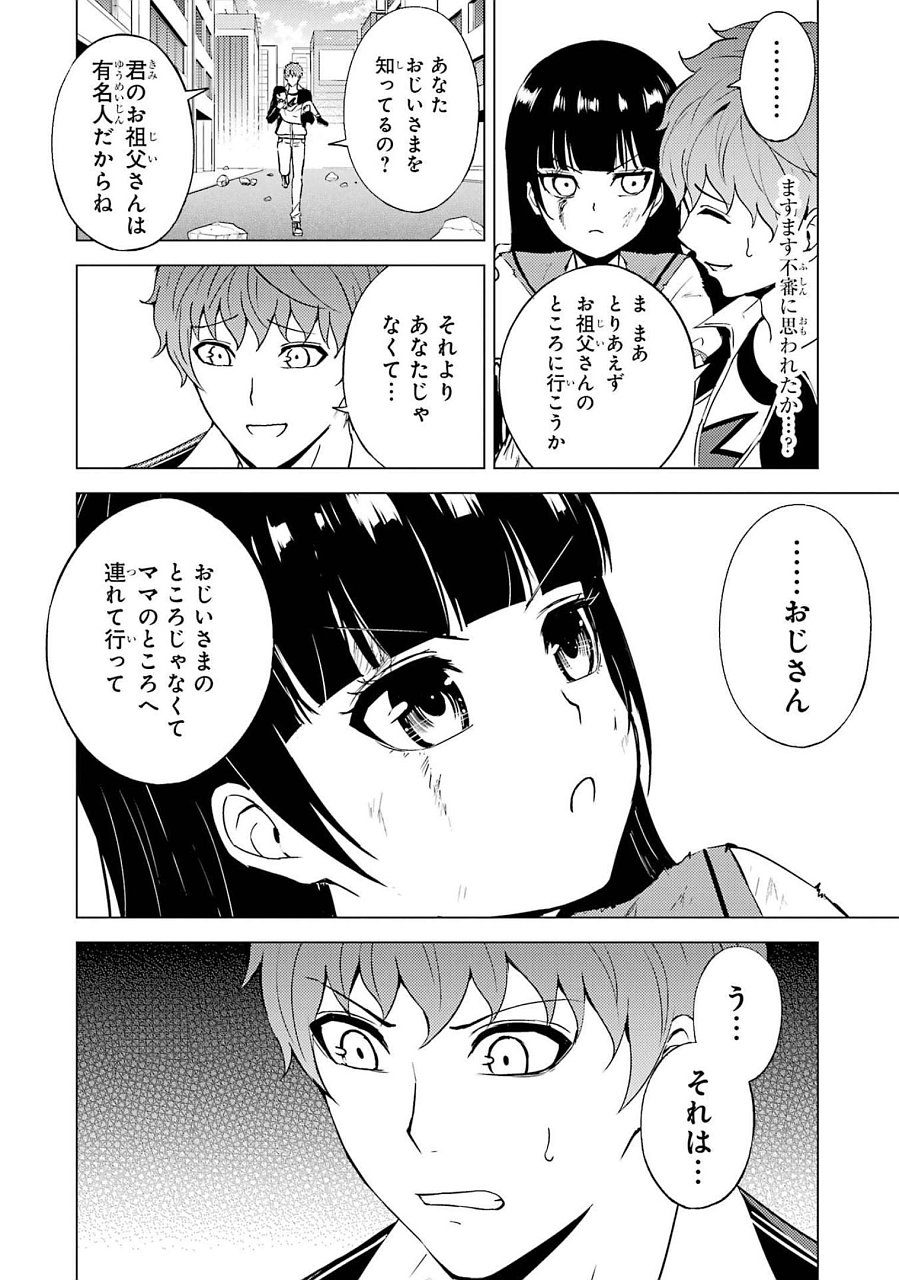 ………
ますます不審に思われたか…?
ま まあ
とりあえず
お祖父さんの
ところに行こうか
あなた
おじいさまを
知ってるの?
君のお祖父さんは
有名人だからね
それより
あなたじゃ
なくて…
……おじさん
おじいさまの
ところじゃなくて
ママのところへ
連れて行って
う…
それは…